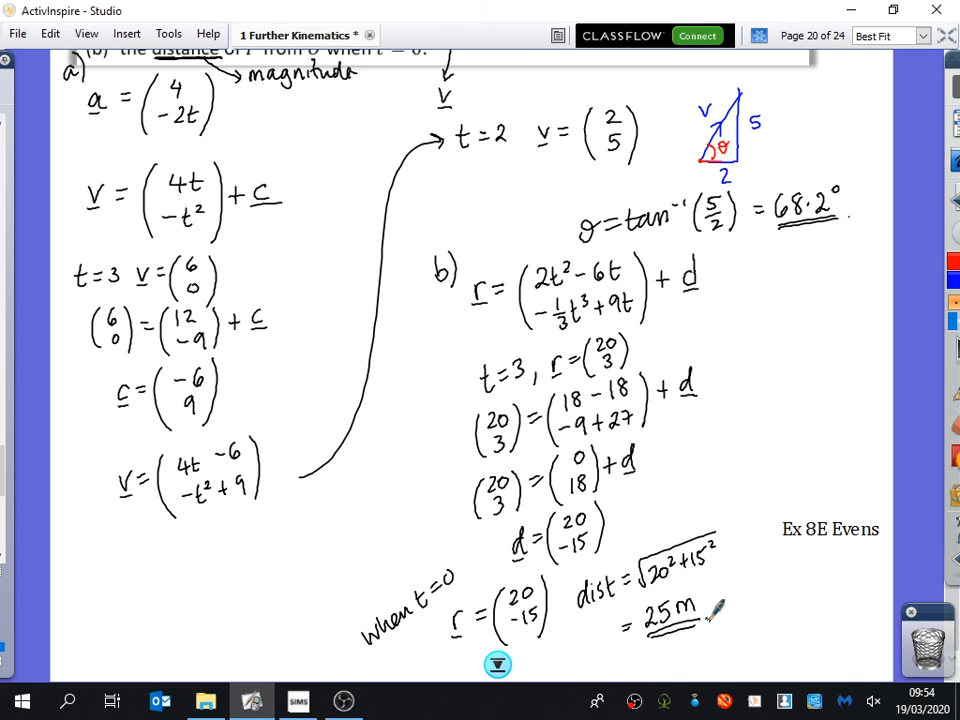 ActivInspire - Studio
File Edit View Insert Tools Help
1 Further Kinematics *
CLASSFLOW Connect
Page 20 of 24
Best Fit
(b) the distance of P from O when t = 0.
magnitude
a)
a = (4
-2t)
v = (4t
-t²) + c
t=3 v = (6
0)
(6
0) = (12
-9) + c
c = (-6
9)
v = (4t -6
-t² + 9)
v
t=2 v = (2
5)
v
5
θ
2
θ = tan⁻¹ (5/2) = 68.2°
b)
r = (2t² - 6t
-1/3t³ + 9t) + d
t=3, r = (20
3)
(20
3) = (18 - 18
-9 + 27) + d
(20
3) = (0
18) + d
d = (20
-15)
when t=0
r = (20
-15)
dist = √20² + 15²
= 25m
Ex 8E Evens
SIMS
09:54
19/03/2020